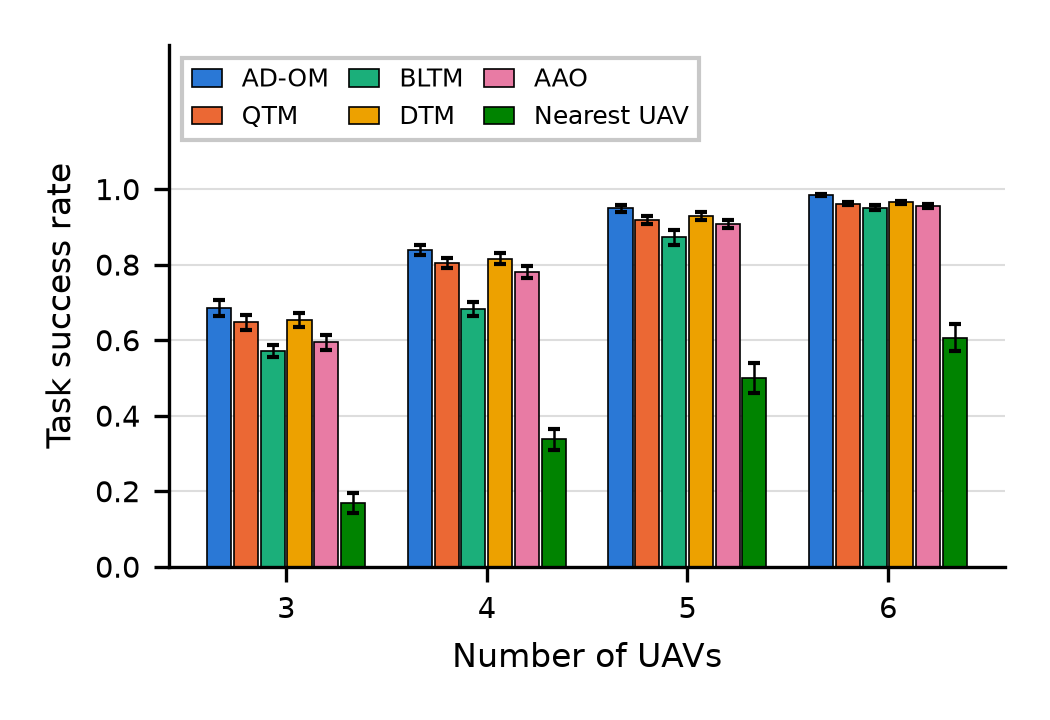 AD-OM BLTM AAO
QTM DTM Nearest UAV
Task success rate
1.0
0.8
0.6
0.4
0.2
0.0
3 4 5 6
Number of UAVs